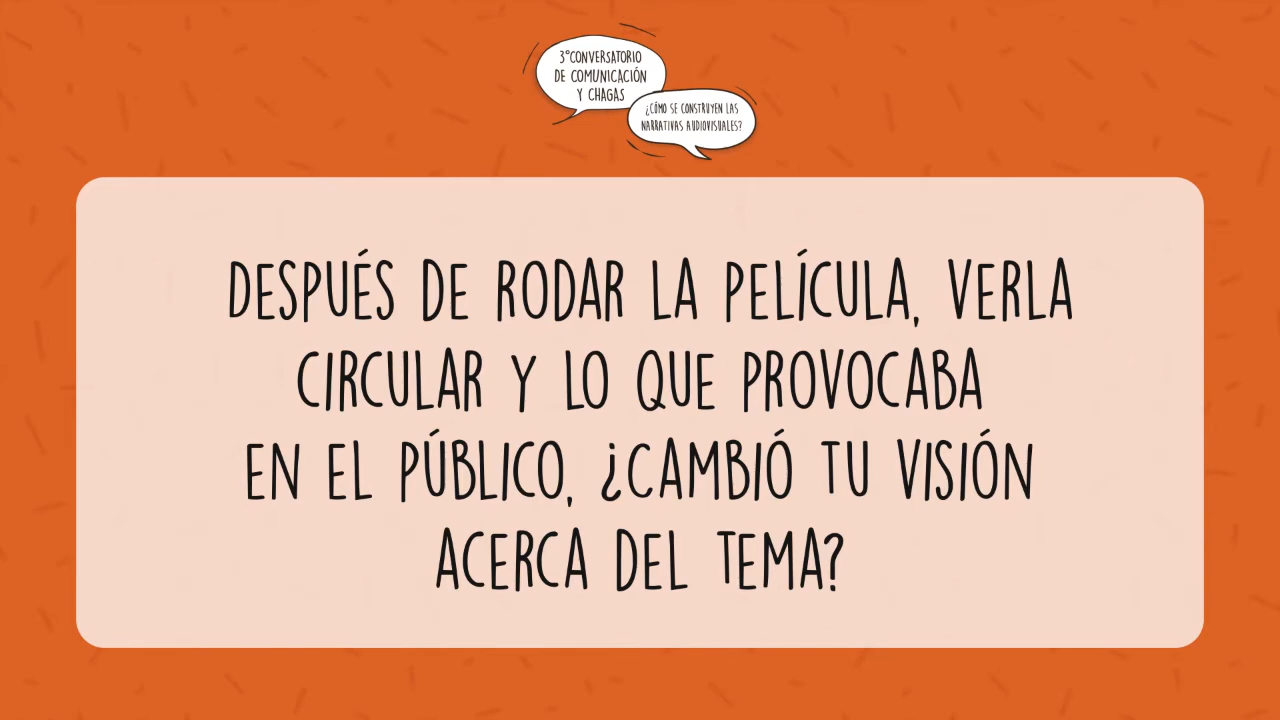 3°CONVERSATORIO
DE COMUNICACIÓN
Y CHAGAS
¿CÓMO SE CONSTRUYEN LAS
NARRATIVAS AUDIOVISUALES?
DESPUÉS DE RODAR LA PELÍCULA, VERLA
CIRCULAR Y LO QUE PROVOCABA
EN EL PÚBLICO, ¿CAMBIÓ TU VISIÓN
ACERCA DEL TEMA?